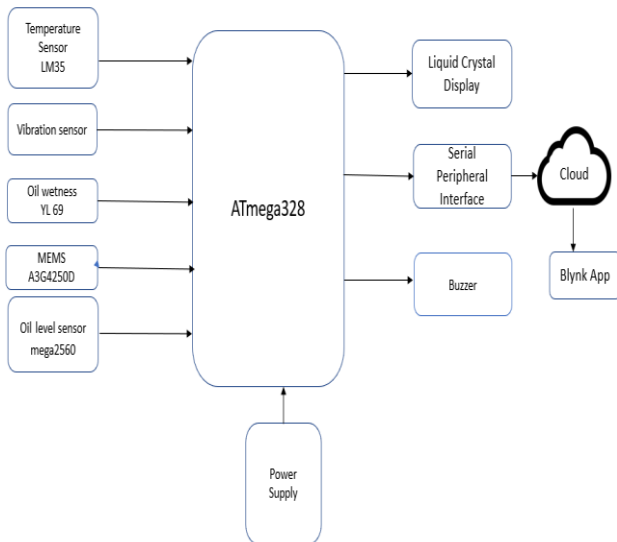 Temperature
Sensor
LM35
Vibration sensor
Oil wetness
YL 69
MEMS
A3G4250D
Oil level sensor
mega2560
ATmega328
Power
Supply
Liquid Crystal
Display
Serial
Peripheral
Interface
Buzzer
Cloud
Blynk App